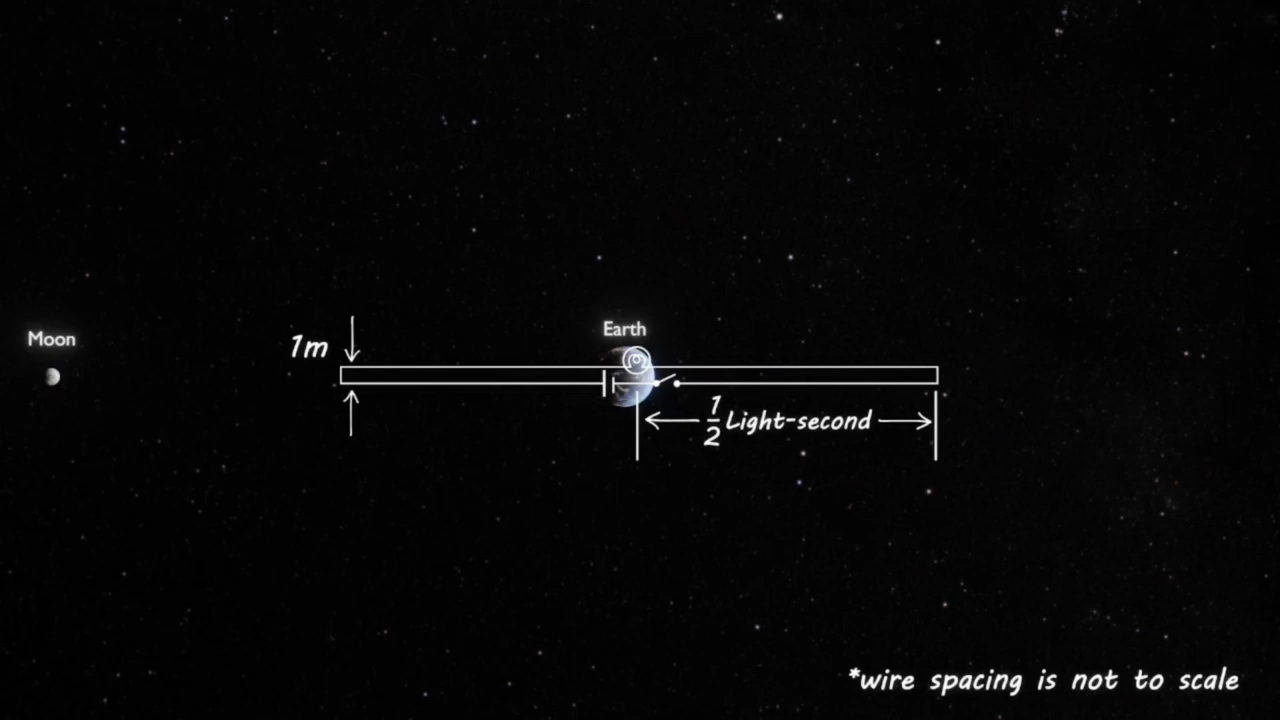 Earth
Moon
1m
1/2 Light-second
*wire spacing is not to scale